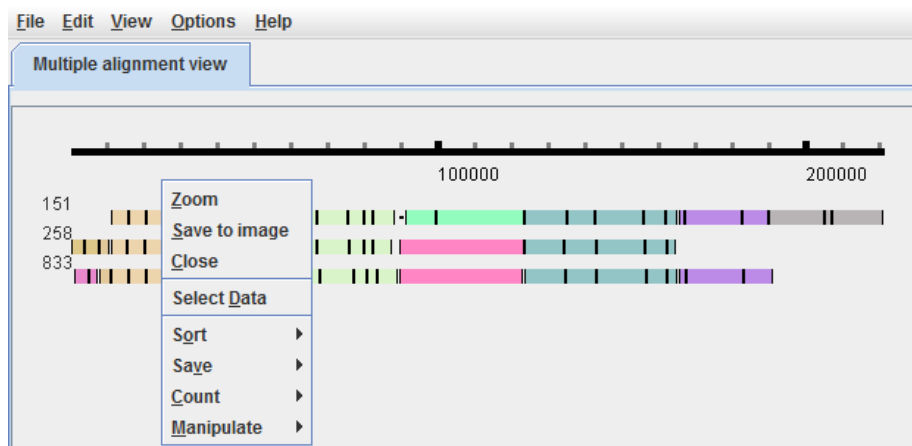 File Edit View Options Help
Multiple alignment view
100000 200000
151
258
833
Zoom
Save to image
Close
Select Data
Sort
Save
Count
Manipulate